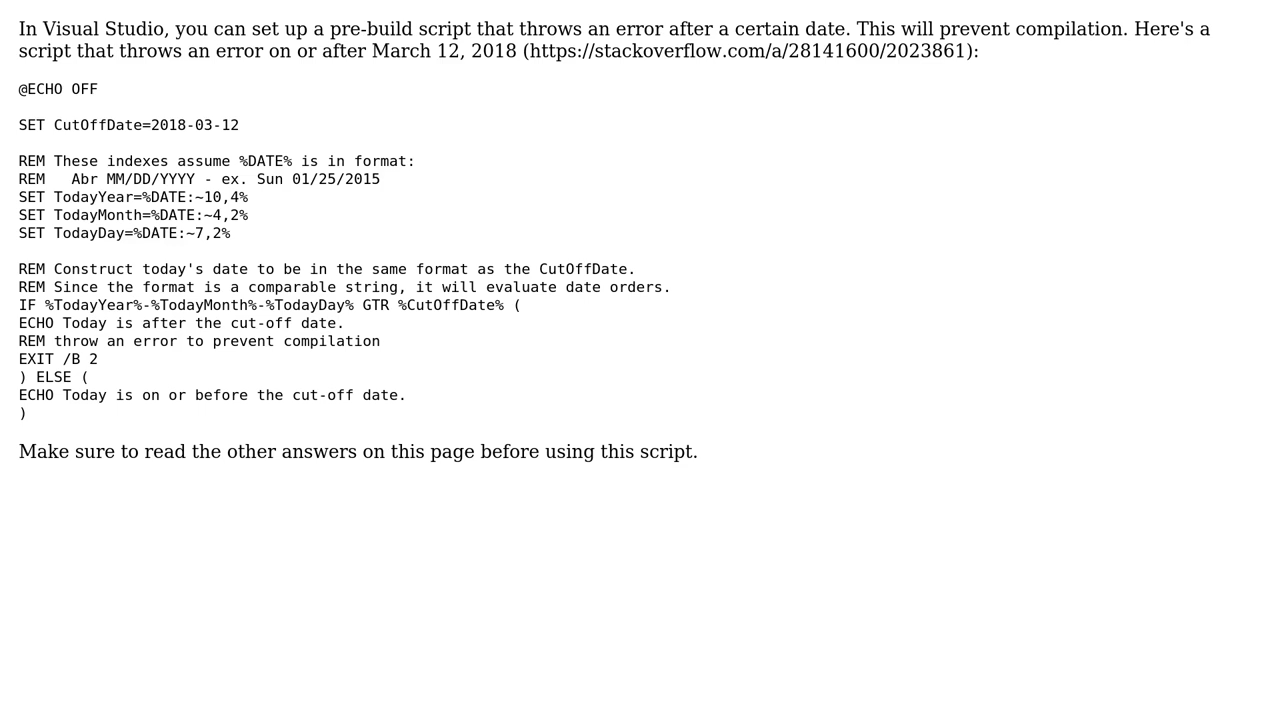 In Visual Studio, you can set up a pre-build script that throws an error after a certain date. This will prevent compilation. Here's a
script that throws an error on or after March 12, 2018 (https://stackoverflow.com/a/28141600/2023861):
@ECHO OFF
SET CutOffDate=2018-03-12
REM These indexes assume %DATE% is in format:
REM   Abr MM/DD/YYYY - ex. Sun 01/25/2015
SET TodayYear=%DATE:~10,4%
SET TodayMonth=%DATE:~4,2%
SET TodayDay=%DATE:~7,2%
REM Construct today's date to be in the same format as the CutOffDate.
REM Since the format is a comparable string, it will evaluate date orders.
IF %TodayYear%-%TodayMonth%-%TodayDay% GTR %CutOffDate% (
ECHO Today is after the cut-off date.
REM throw an error to prevent compilation
EXIT /B 2
) ELSE (
ECHO Today is on or before the cut-off date.
)
Make sure to read the other answers on this page before using this script.